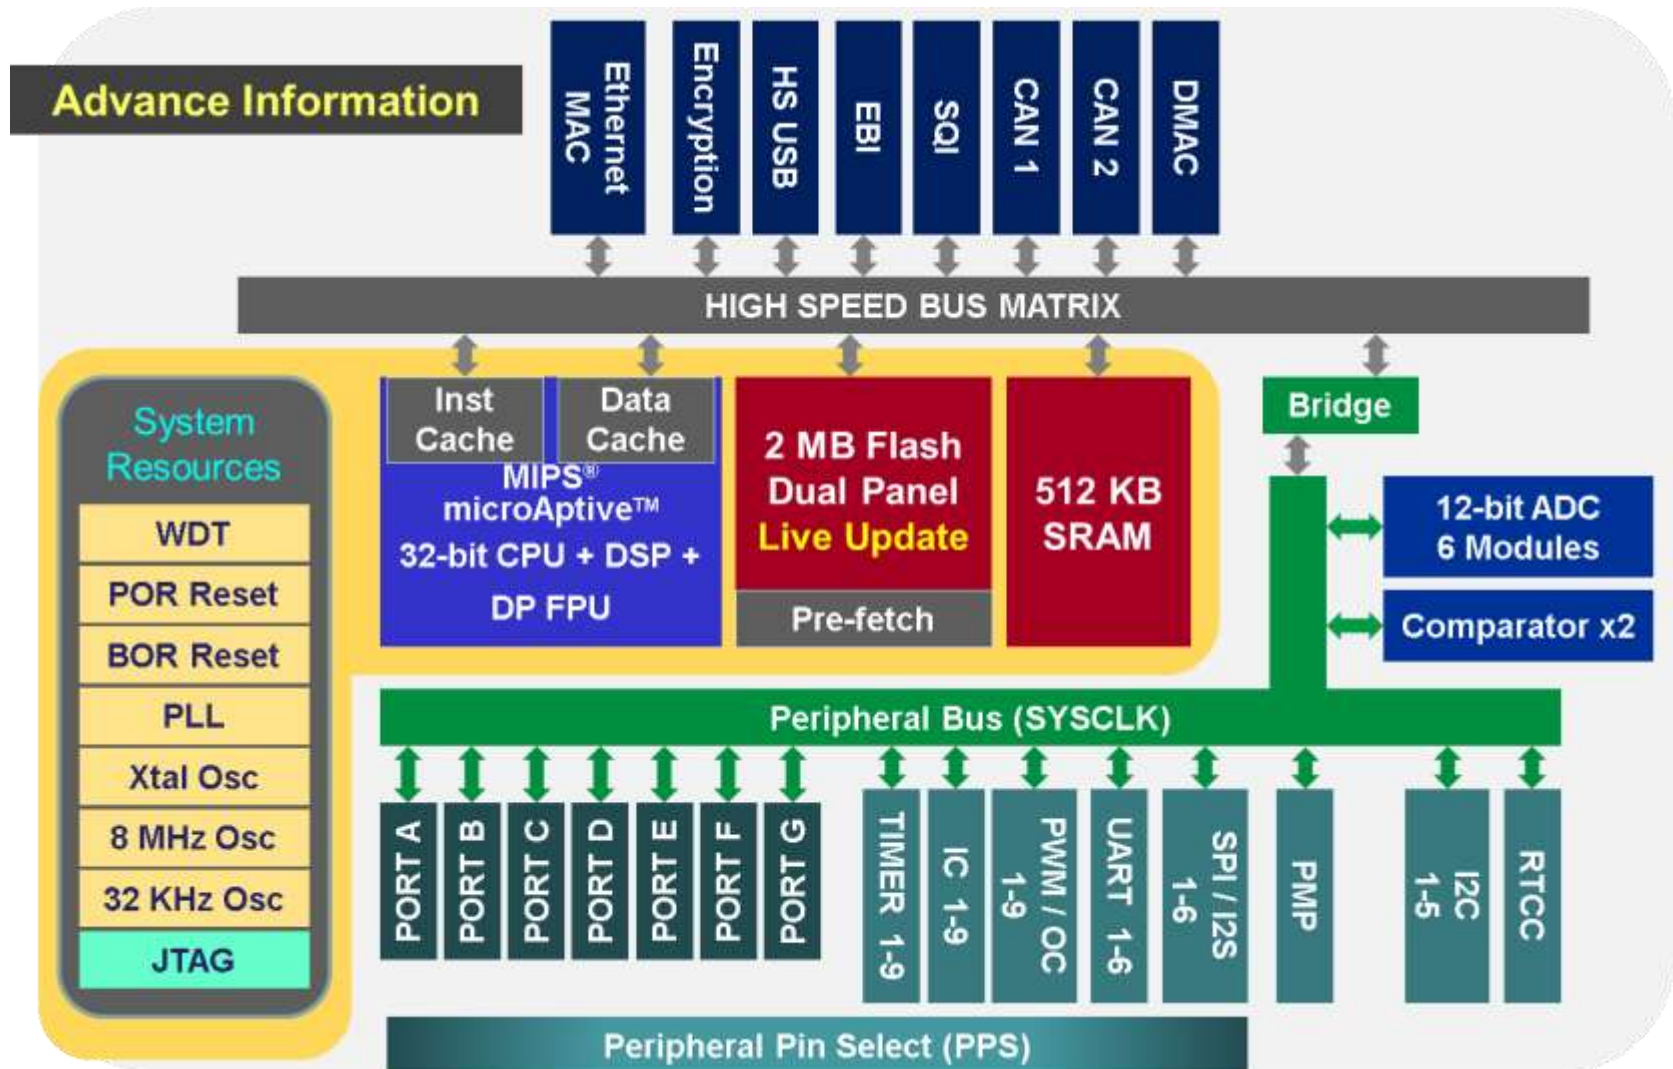 Advance Information
Ethernet
MAC
Encryption
HS USB
EBI
SQI
CAN 1
CAN 2
DMAC
HIGH SPEED BUS MATRIX
System
Resources
WDT
POR Reset
BOR Reset
PLL
Xtal Osc
8 MHz Osc
32 KHz Osc
JTAG
Inst
Cache
Data
Cache
MIPS®
microAptive™
32-bit CPU + DSP +
DP FPU
2 MB Flash
Dual Panel
Live Update
Pre-fetch
512 KB
SRAM
Bridge
12-bit ADC
6 Modules
Comparator x2
Peripheral Bus (SYSCLK)
PORT A
PORT B
PORT C
PORT D
PORT E
PORT F
PORT G
TIMER 1-9
IC 1-9
PWM / OC
1-9
UART 1-6
SPI / I2S
1-6
PMP
I2C
1-5
RTCC
Peripheral Pin Select (PPS)